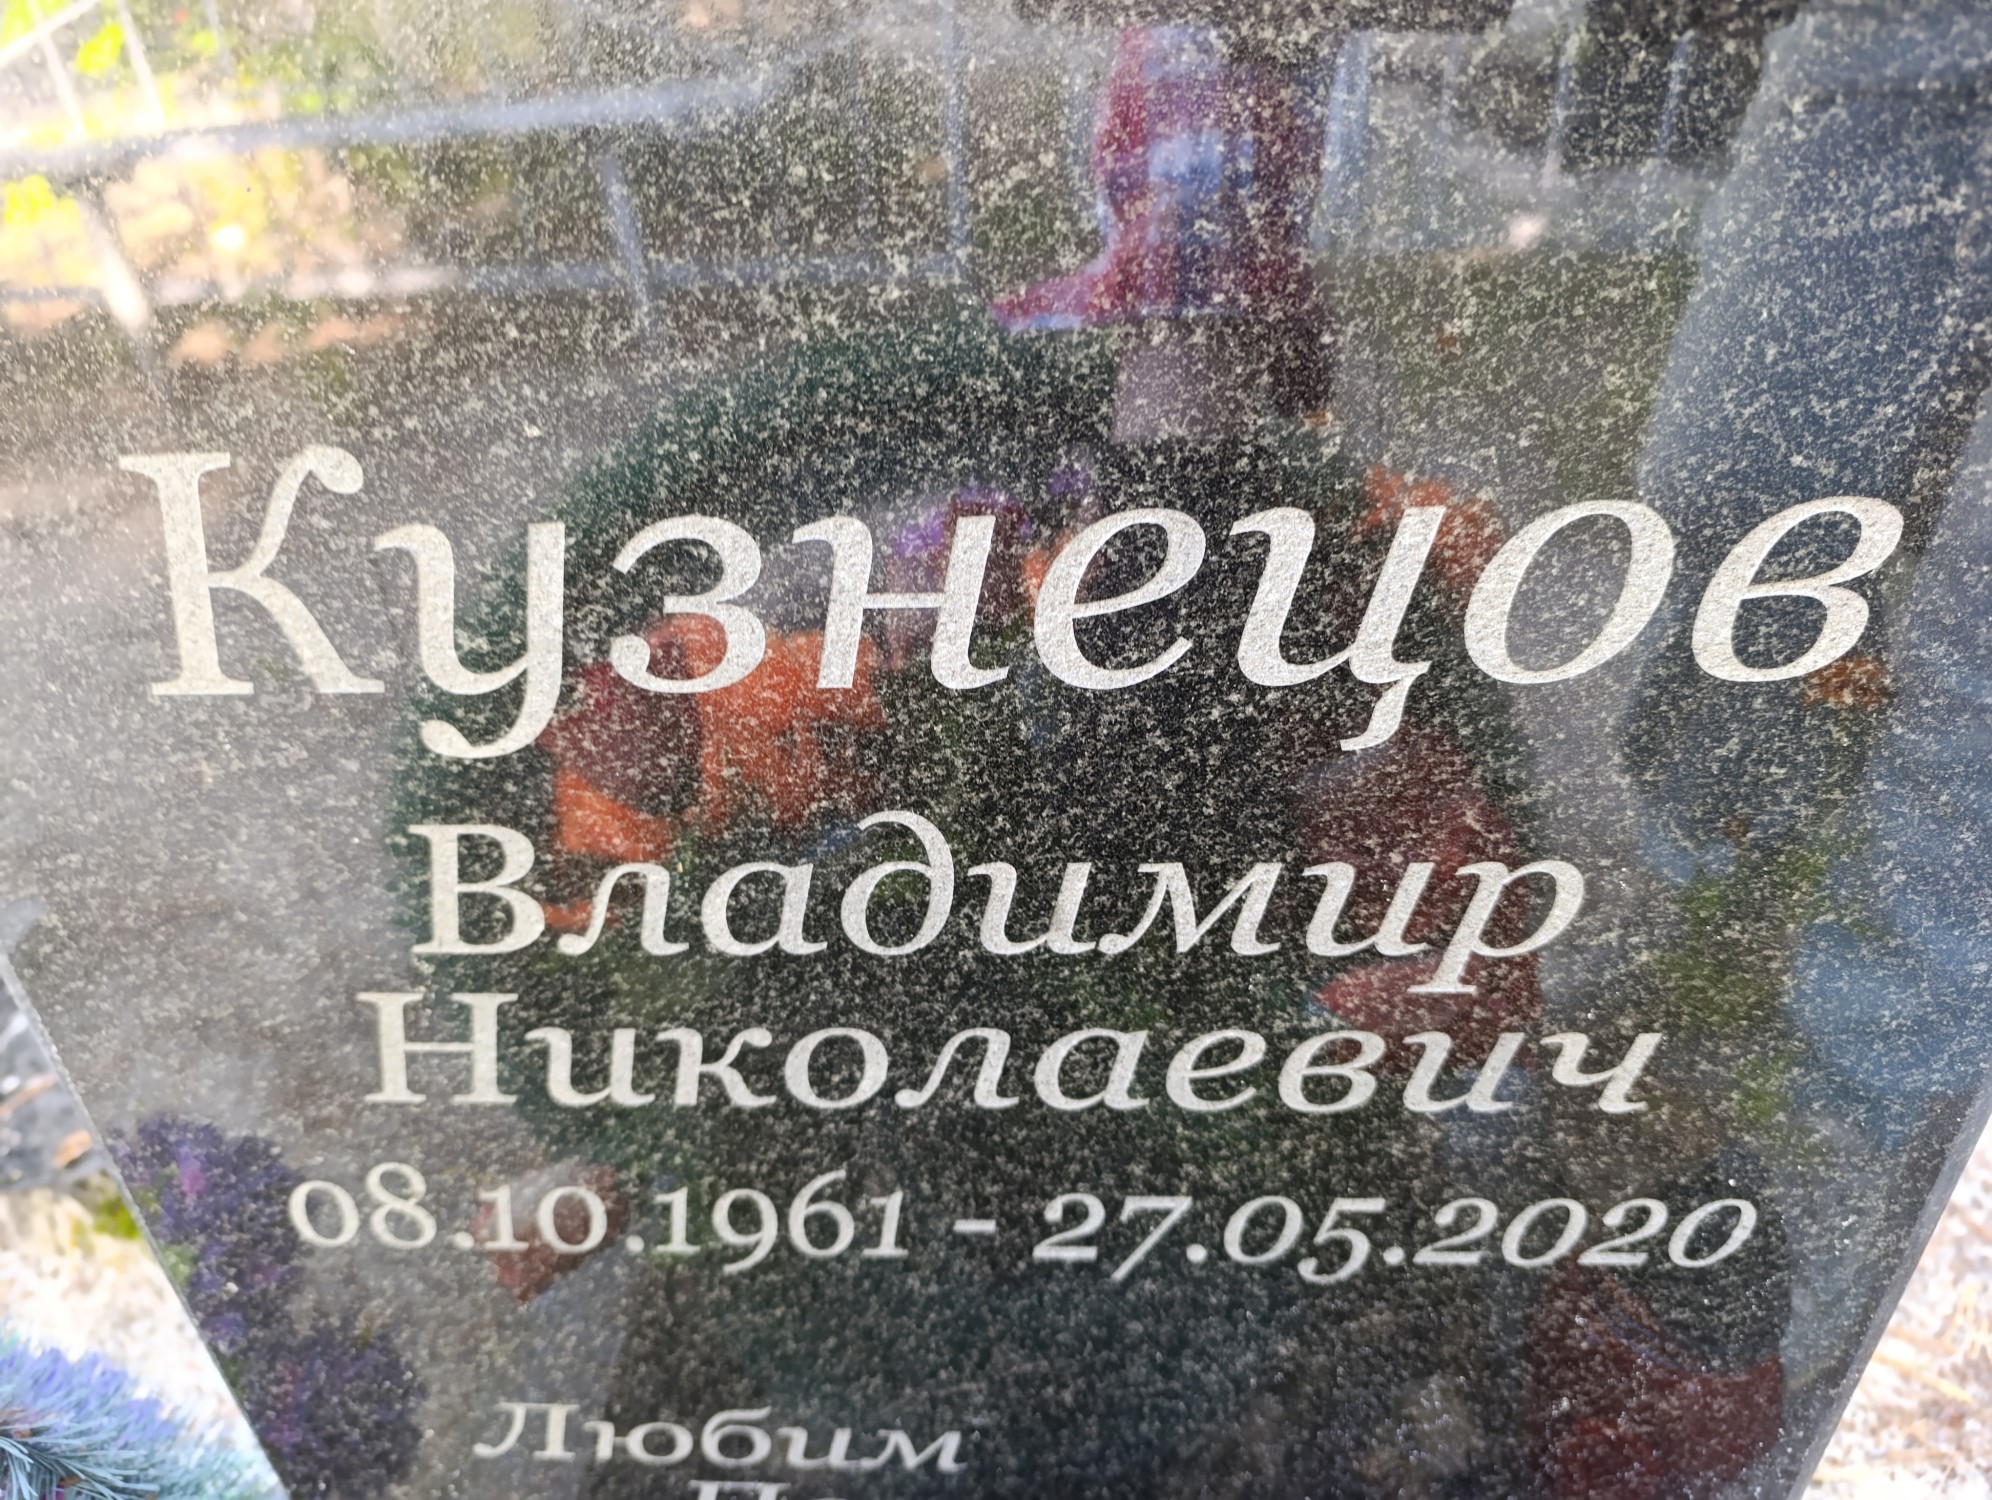 Кузнецов
Владимир
Николаевич
08.10.1961 - 27.05.2020
Любим